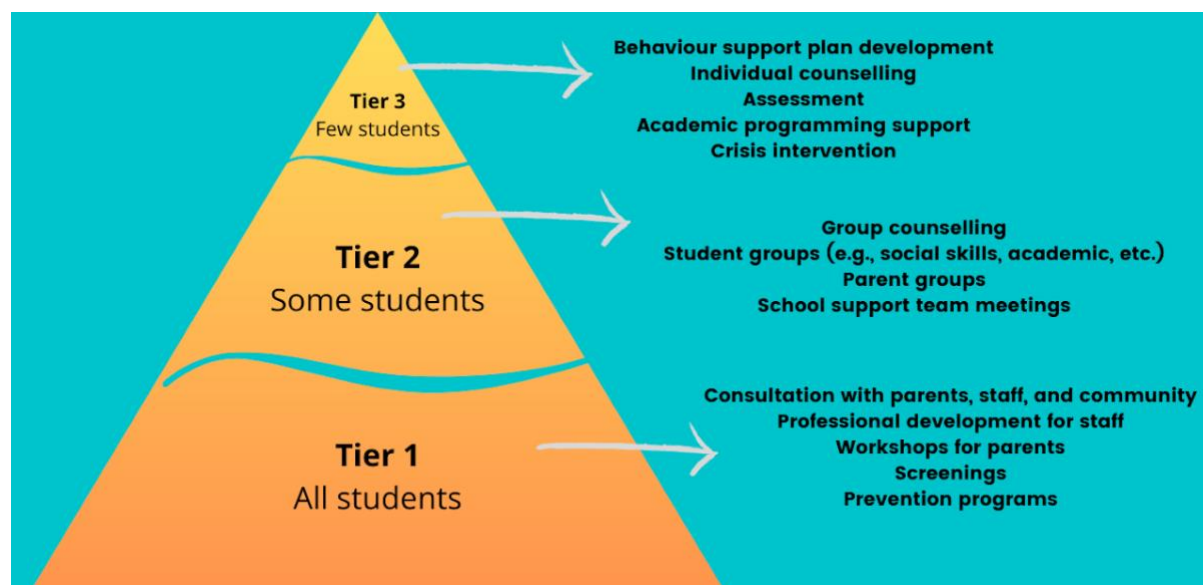 Tier 3
Few students
Behaviour support plan development
Individual counselling
Assessment
Academic programming support
Crisis intervention
Tier 2
Some students
Group counselling
Student groups (e.g., social skills, academic, etc.)
Parent groups
School support team meetings
Tier 1
All students
Consultation with parents, staff, and community
Professional development for staff
Workshops for parents
Screenings
Prevention programs